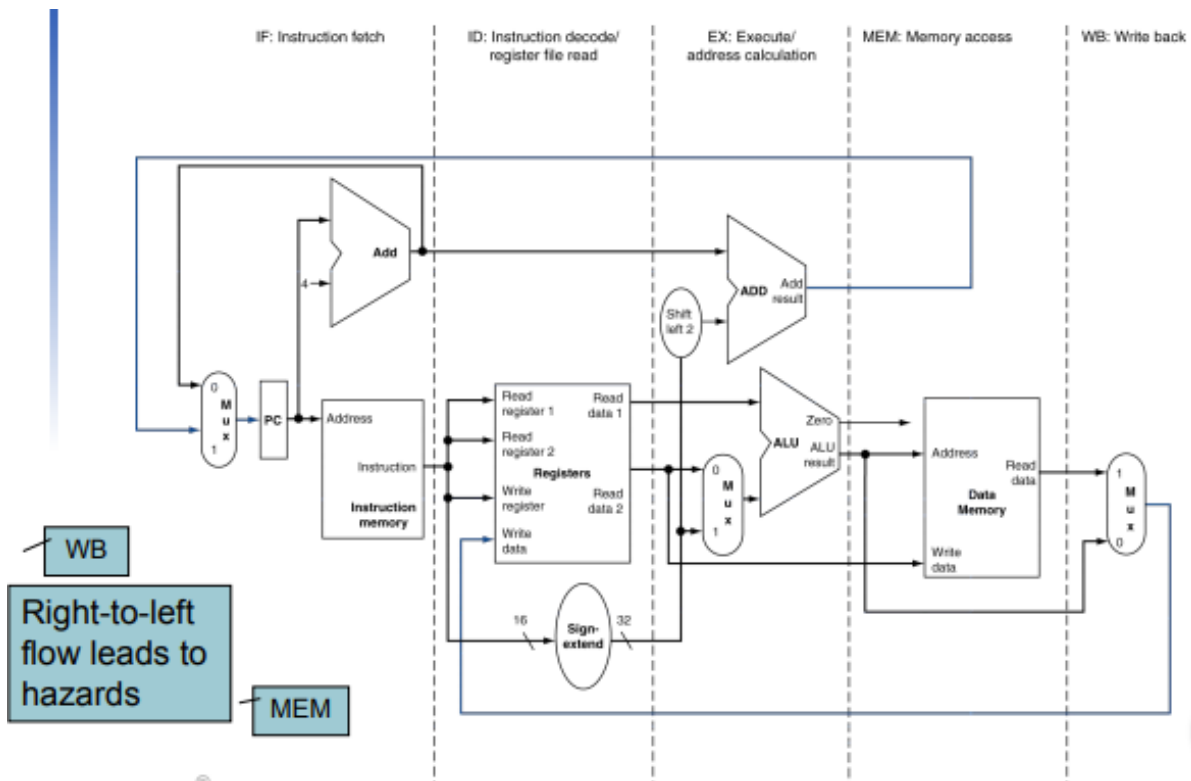 IF: Instruction fetch
ID: Instruction decode/
register file read
EX: Execute/
address calculation
MEM: Memory access
WB: Write back
Add
4
ADD
Add
result
Shift
left 2
0
M
u
x
1
PC
Address
Instruction
Instruction
memory
Read
register 1
Read
data 1
Read
register 2
Registers
Write
register
Read
data 2
Write
data
0
M
u
x
1
Zero
ALU
ALU
result
Address
Read
data
Data
Memory
Write
data
1
M
u
x
0
16
Sign-
extend
32
WB
Right-to-left
flow leads to
hazards
MEM